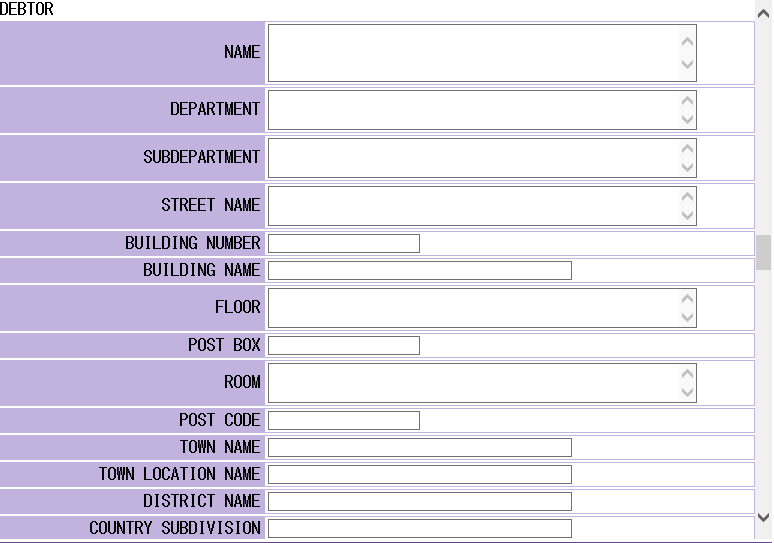 DEBTOR
NAME
DEPARTMENT
SUBDEPARTMENT
STREET NAME
BUILDING NUMBER
BUILDING NAME
FLOOR
POST BOX
ROOM
POST CODE
TOWN NAME
TOWN LOCATION NAME
DISTRICT NAME
COUNTRY SUBDIVISION